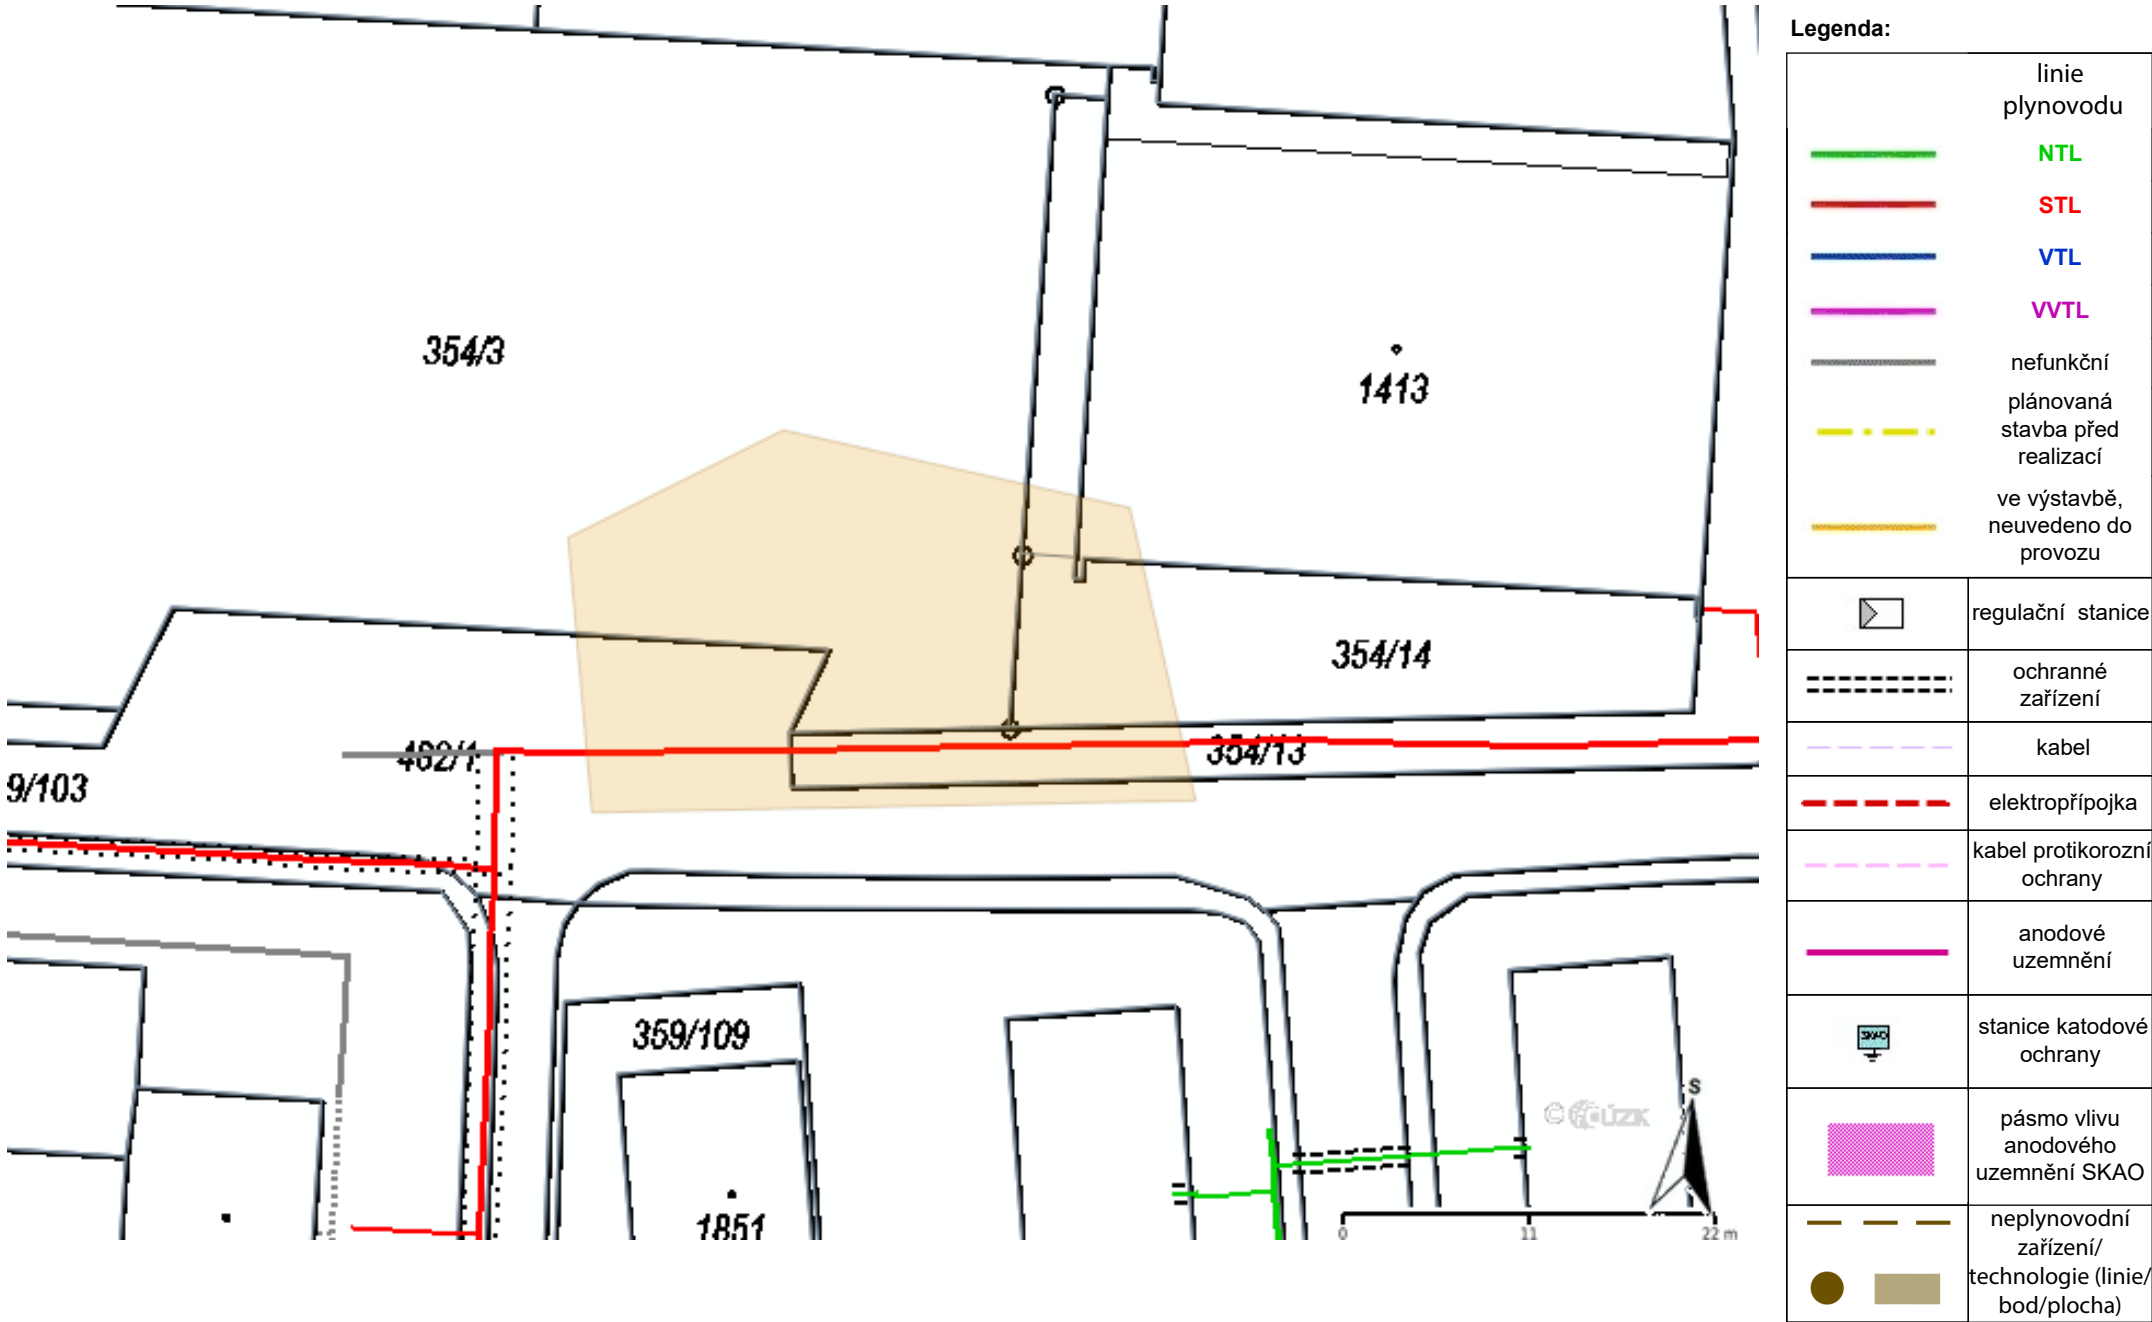 354/3
1413
354/14
482/1
354/13
9/103
359/109
1851
© ČÚZK
S
0 11 22 m
Legenda:
linie
plynovodu
NTL
STL
VTL
VVTL
nefunkční
plánovaná
stavba před
realizací
ve výstavbě,
neuvedeno do
provozu
regulační stanice
ochranné
zařízení
kabel
elektropřípojka
kabel protikorozní
ochrany
anodové
uzemnění
SKAO
stanice katodové
ochrany
pásmo vlivu
anodového
uzemnění SKAO
neplynovodní
zařízení/
technologie (linie/
bod/plocha)